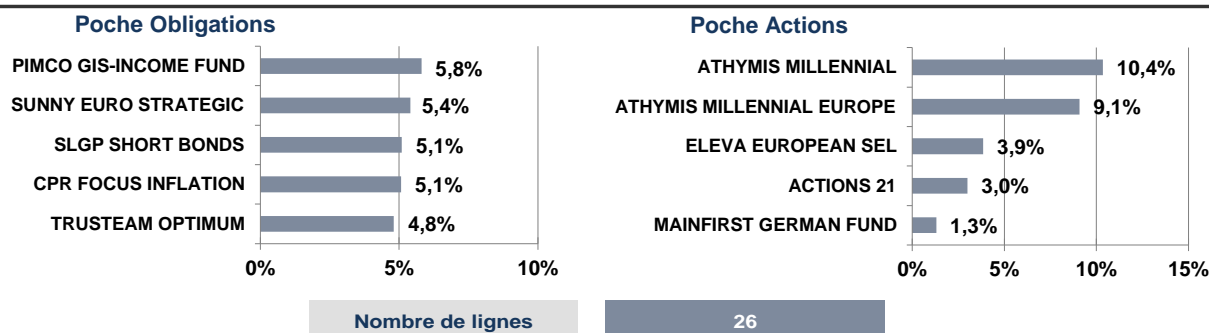 Poche Obligations
PIMCO GIS-INCOME FUND 5,8%
SUNNY EURO STRATEGIC 5,4%
SLGP SHORT BONDS 5,1%
CPR FOCUS INFLATION 5,1%
TRUSTEAM OPTIMUM 4,8%
0% 5% 10%
Poche Actions
ATHYMIS MILLENNIAL 10,4%
ATHYMIS MILLENNIAL EUROPE 9,1%
ELEVA EUROPEAN SEL 3,9%
ACTIONS 21 3,0%
MAINFIRST GERMAN FUND 1,3%
0% 5% 10% 15%
Nombre de lignes 26